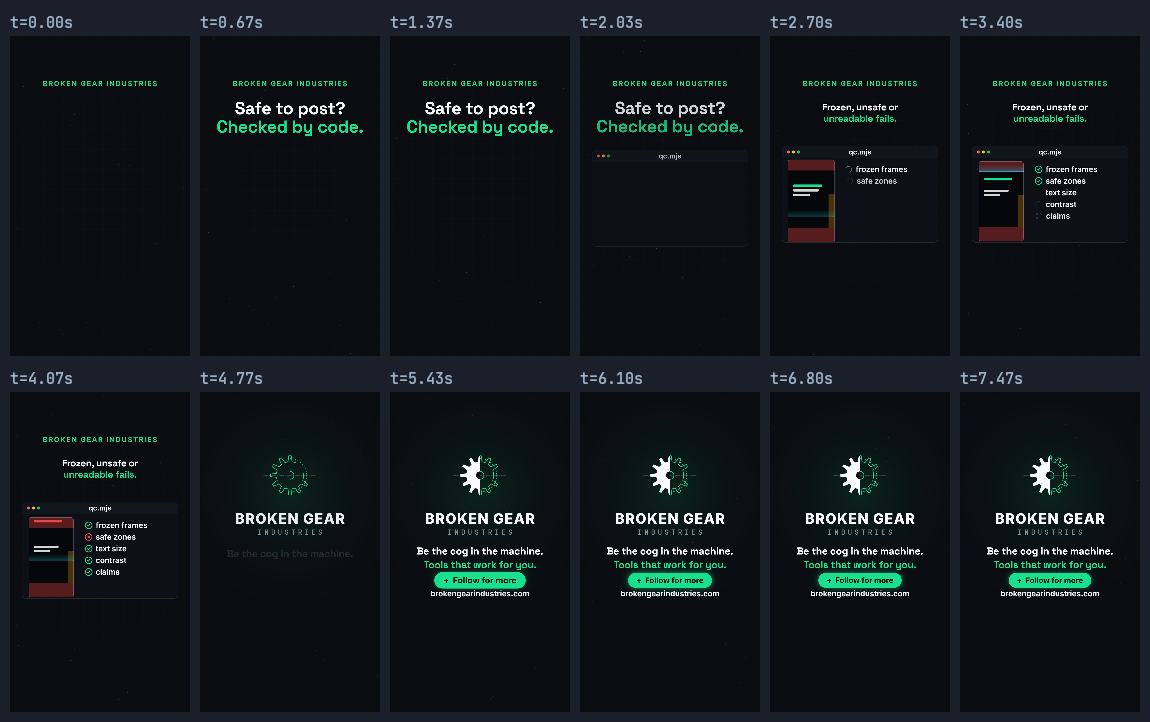 t=0.00s
BROKEN GEAR INDUSTRIES
t=0.67s
BROKEN GEAR INDUSTRIES
Safe to post?
Checked by code.
t=1.37s
BROKEN GEAR INDUSTRIES
Safe to post?
Checked by code.
t=2.03s
BROKEN GEAR INDUSTRIES
Safe to post?
Checked by code.
qc.mjs
t=2.70s
BROKEN GEAR INDUSTRIES
Frozen, unsafe or
unreadable fails.
qc.mjs
frozen frames
safe zones
t=3.40s
BROKEN GEAR INDUSTRIES
Frozen, unsafe or
unreadable fails.
qc.mjs
frozen frames
safe zones
text size
contrast
claims
t=4.07s
BROKEN GEAR INDUSTRIES
Frozen, unsafe or
unreadable fails.
qc.mjs
frozen frames
safe zones
text size
contrast
claims
t=4.77s
BROKEN GEAR
INDUSTRIES
Be the cog in the machine.
t=5.43s
BROKEN GEAR
INDUSTRIES
Be the cog in the machine.
Tools that work for you.
+ Follow for more
brokengearindustries.com
t=6.10s
BROKEN GEAR
INDUSTRIES
Be the cog in the machine.
Tools that work for you.
+ Follow for more
brokengearindustries.com
t=6.80s
BROKEN GEAR
INDUSTRIES
Be the cog in the machine.
Tools that work for you.
+ Follow for more
brokengearindustries.com
t=7.47s
BROKEN GEAR
INDUSTRIES
Be the cog in the machine.
Tools that work for you.
+ Follow for more
brokengearindustries.com